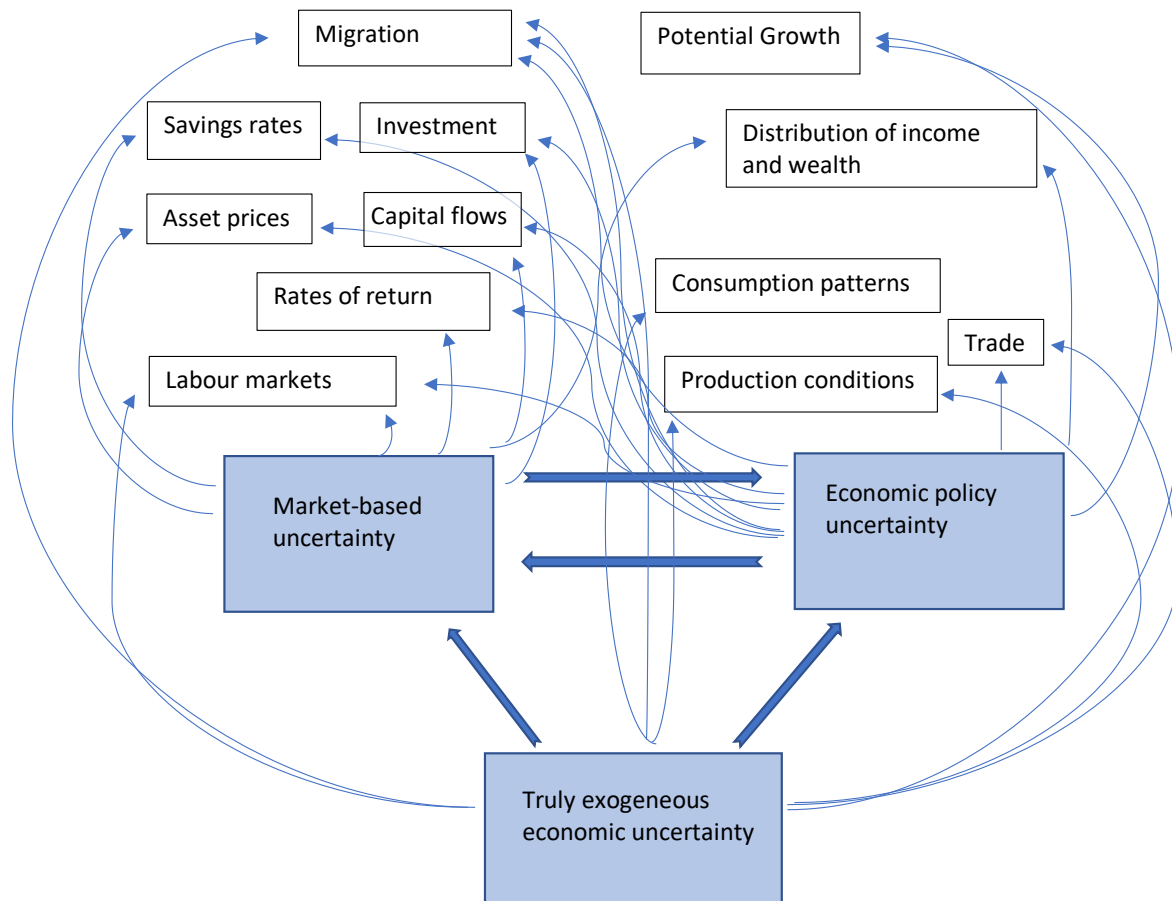 Migration
Potential Growth
Savings rates
Investment
Distribution of income
and wealth
Asset prices
Capital flows
Rates of return
Consumption patterns
Trade
Labour markets
Production conditions
Market-based
uncertainty
Economic policy
uncertainty
Truly exogeneous
economic uncertainty